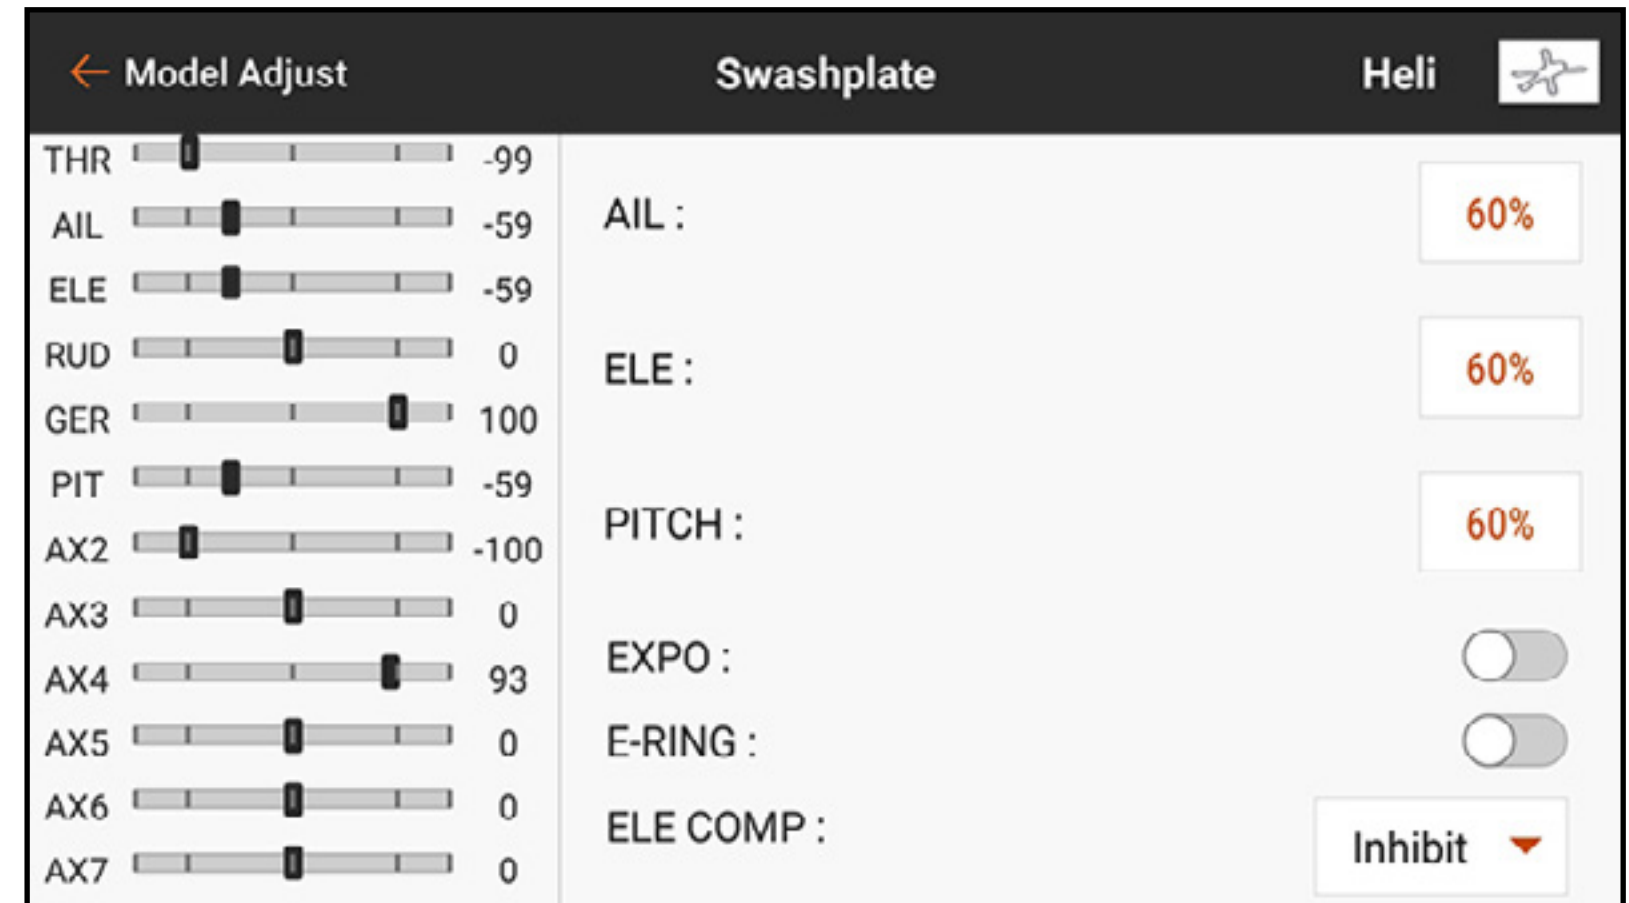 ← Model Adjust Swashplate Heli
THR -99
AIL -59
ELE -59
RUD 0
GER 100
PIT -59
AX2 -100
AX3 0
AX4 93
AX5 0
AX6 0
AX7 0
AIL : 60%
ELE : 60%
PITCH : 60%
EXPO :
E-RING :
ELE COMP : Inhibit